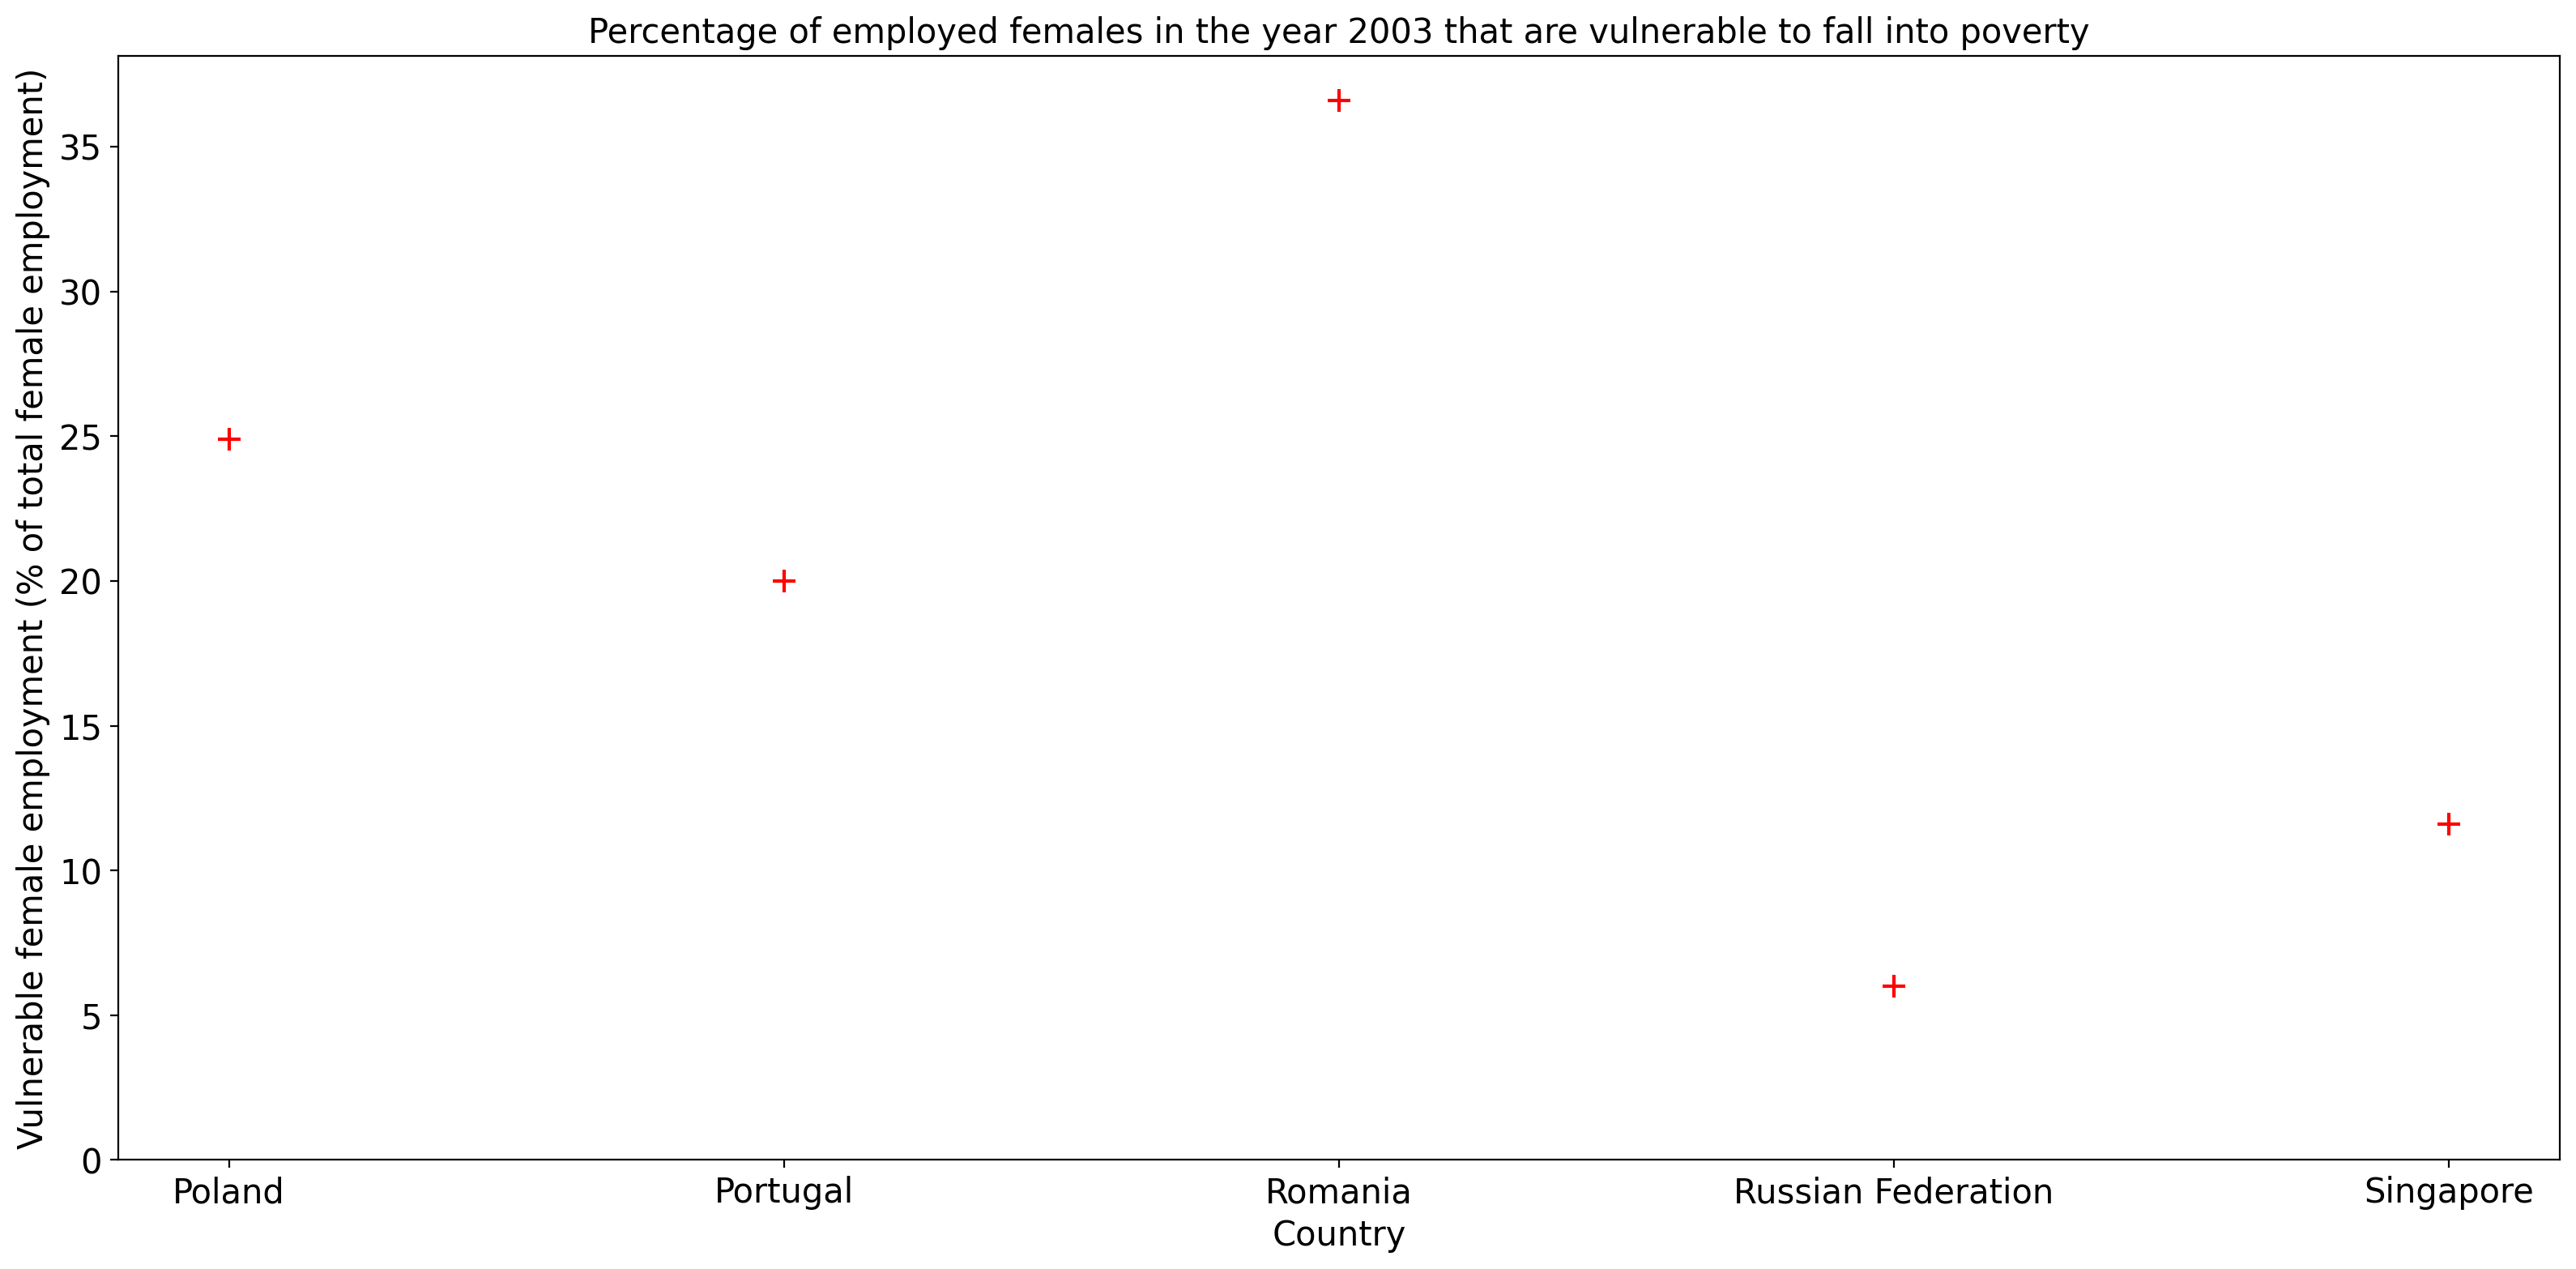 Percentage of employed females in the year 2003 that are vulnerable to fall into poverty
Vulnerable female employment (% of total female employment)
35
30
25
20
15
10
5
0
Poland
Portugal
Romania
Russian Federation
Singapore
Country